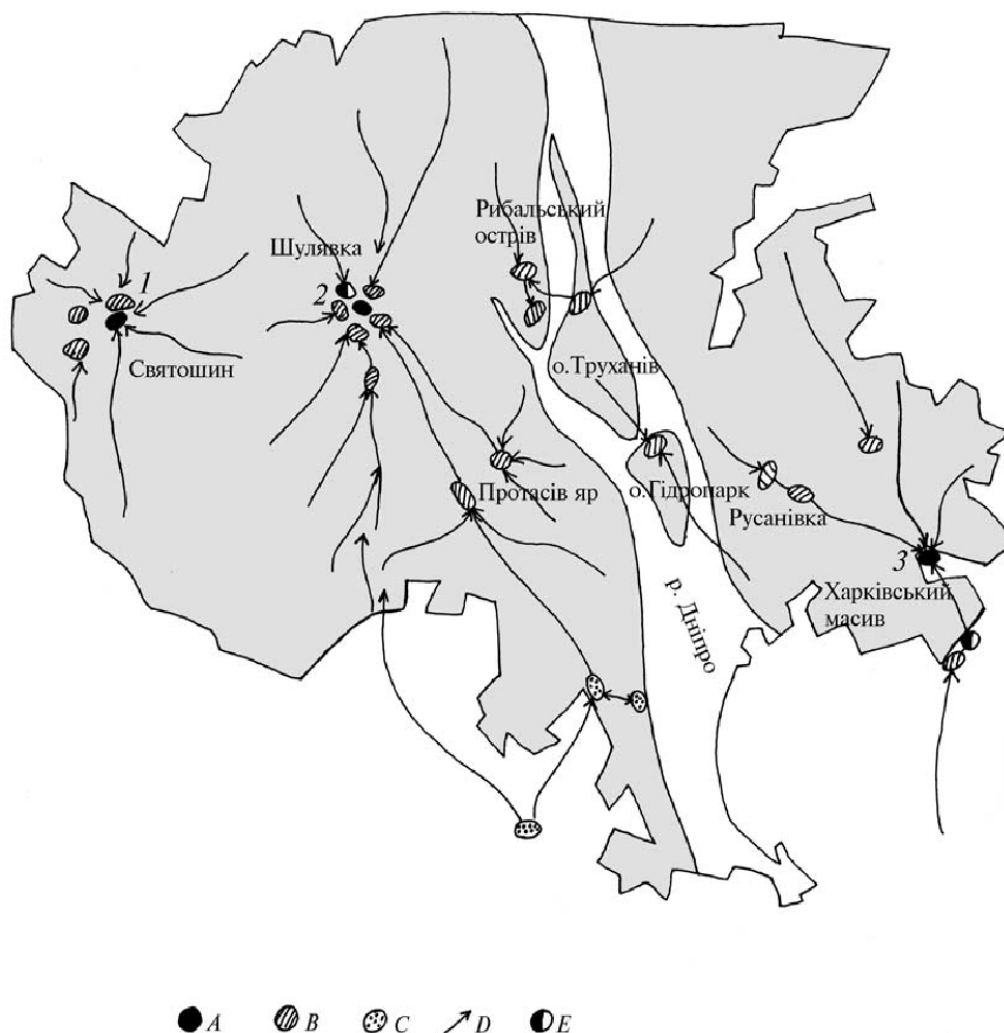 Рибальський
острів
Шулявка
1
2
Святошин
о.Труханів
Протасів яр
о.Гідропарк
Русанівка
3
Харківський
масив
р. Дніпро
A B C D E